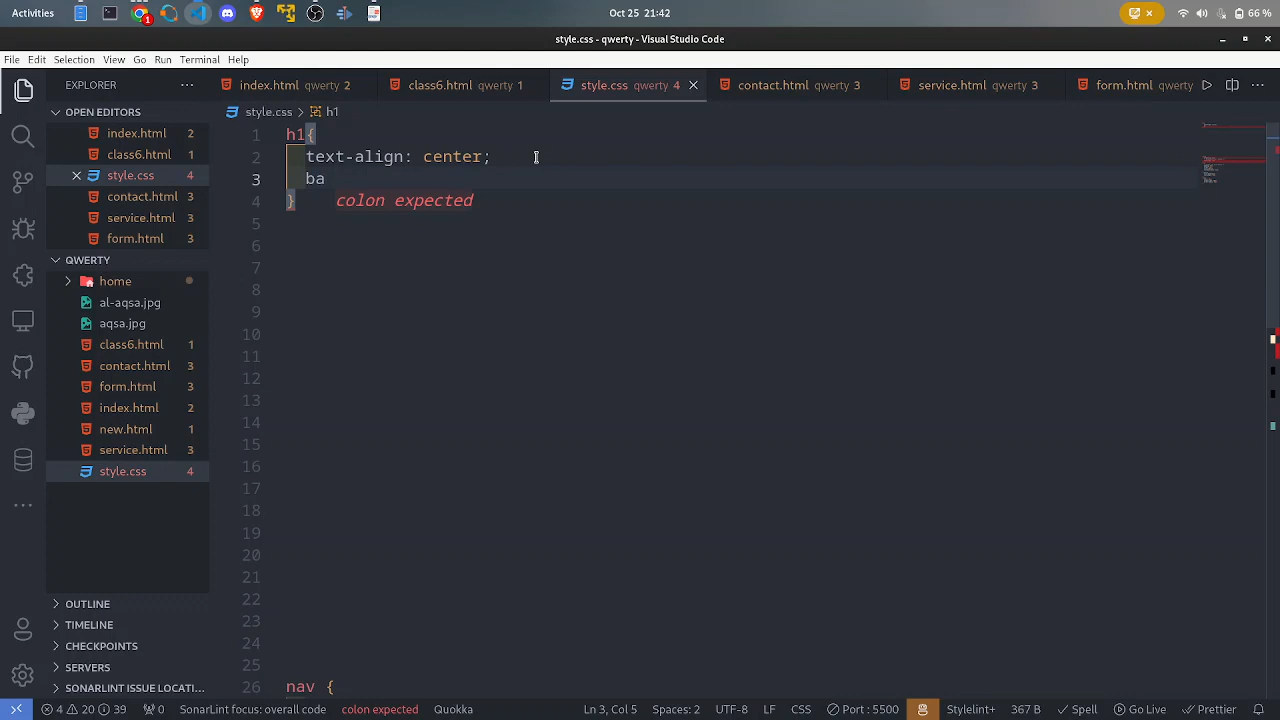 Activities
1
Oct 25 21:42
66 %
style.css - qwerty - Visual Studio Code
File Edit Selection View Go Run Terminal Help
EXPLORER
index.html qwerty 2
class6.html qwerty 1
style.css qwerty 4
contact.html qwerty 3
service.html qwerty 3
form.html qwerty
OPEN EDITORS
index.html 2
class6.html 1
style.css 4
contact.html 3
service.html 3
form.html 3
QWERTY
home
al-aqsa.jpg
aqsa.jpg
class6.html 1
contact.html 3
form.html 3
index.html 2
new.html 1
service.html 3
style.css 4
OUTLINE
TIMELINE
CHECKPOINTS
SERVERS
SONARLINT ISSUE LOCATI...
style.css > h1
1 h1{
2 text-align: center;
3 ba
4 } colon expected
5
6
7
8
9
10
11
12
13
14
15
16
17
18
19
20
21
22
23
24
25
26 nav {
4 20 39 0 SonarLint focus: overall code colon expected Quokka Ln 3, Col 5 Spaces: 2 UTF-8 LF CSS Port : 5500 Stylelint+ 367 B Spell Go Live Prettier